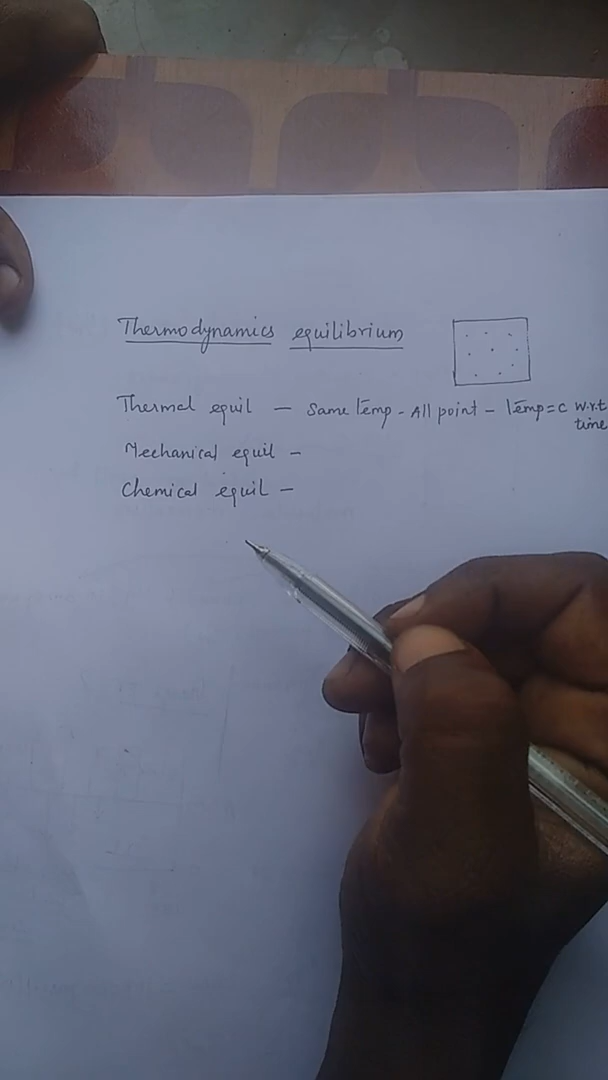 Thermodynamics equilibrium
Thermal equil - Same Temp - All point - Temp = C w.r.t time
Mechanical equil -
Chemical equil -